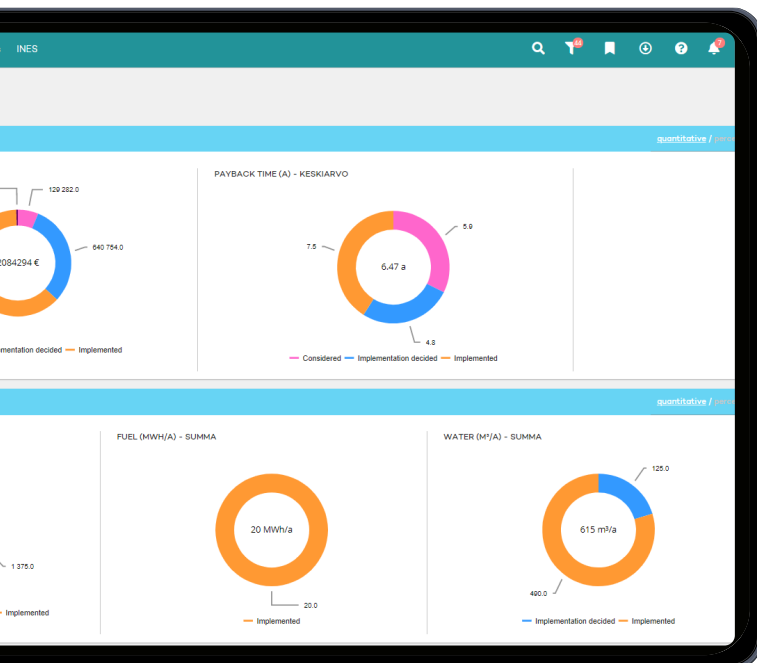 INES
44
7
quantitative /
129 282.0
640 754.0
2084294 €
Implemented
PAYBACK TIME (A) - KESKIARVO
5.9
7.5
6.47 a
4.8
Considered Implementation decided Implemented
quantitative /
1 375.0
Implemented
FUEL (MWH/A) - SUMMA
20 MWh/a
20.0
Implemented
WATER (M³/A) - SUMMA
125.0
615 m³/a
490.0
Implementation decided Implemented